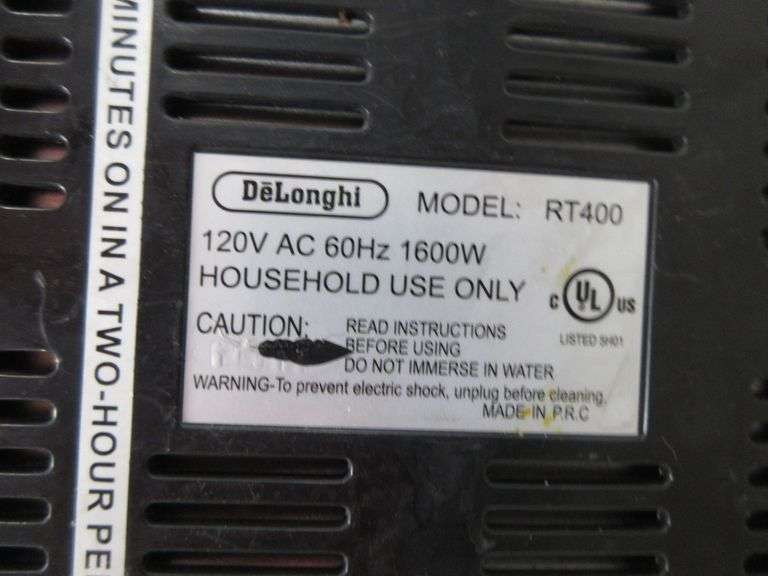 MINUTES ON IN A TWO-HOUR PE
DēLonghi MODEL: RT400
120V AC 60Hz 1600W
HOUSEHOLD USE ONLY
C UL US
LISTED 5H01
CAUTION: READ INSTRUCTIONS
BEFORE USING
DO NOT IMMERSE IN WATER
WARNING-To prevent electric shock, unplug before cleaning.
MADE IN P.R.C